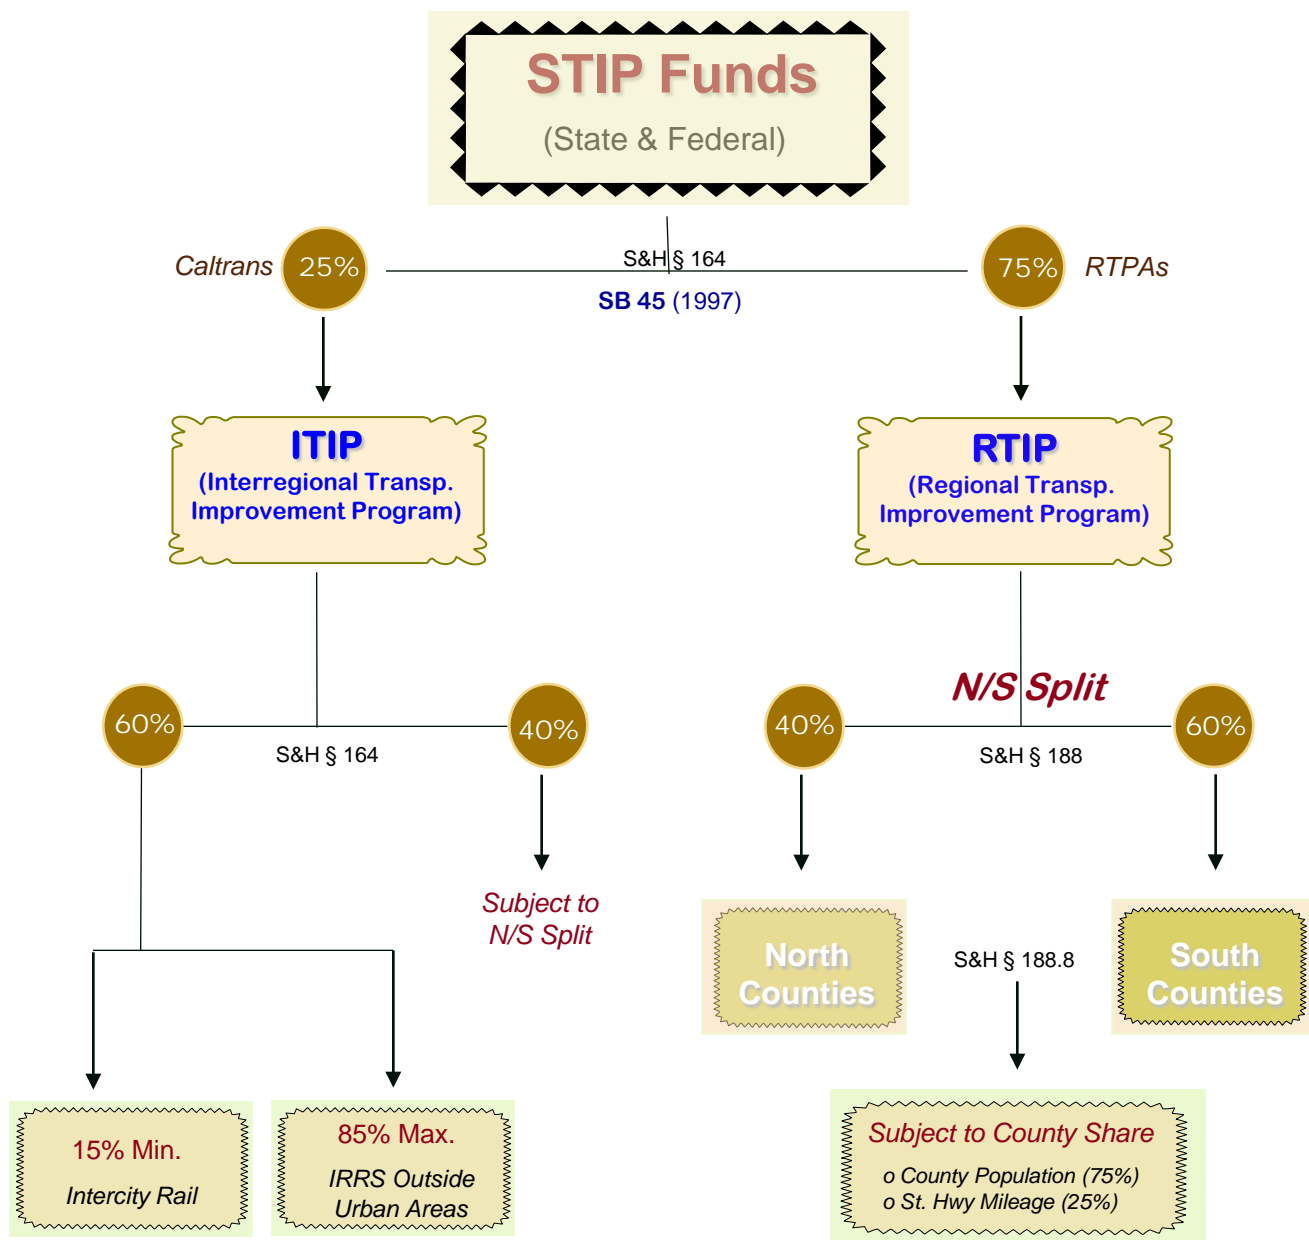 STIP Funds
(State & Federal)
Caltrans
25%
S&H § 164
SB 45 (1997)
75%
RTPAs
ITIP
(Interregional Transp.
Improvement Program)
RTIP
(Regional Transp.
Improvement Program)
60%
S&H § 164
40%
N/S Split
40%
S&H § 188
60%
Subject to
N/S Split
North
Counties
S&H § 188.8
South
Counties
15% Min.
Intercity Rail
85% Max.
IRRS Outside
Urban Areas
Subject to County Share
o County Population (75%)
o St. Hwy Mileage (25%)